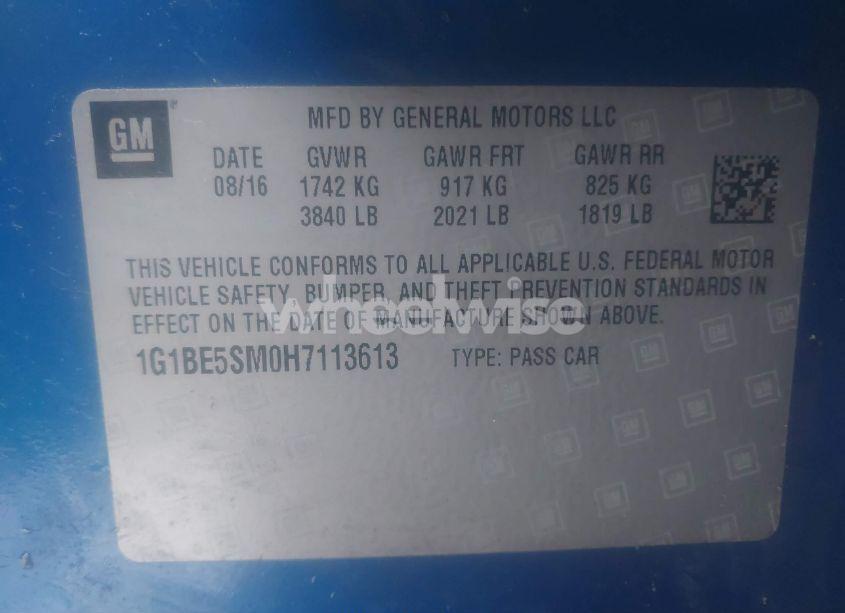 GM
MFD BY GENERAL MOTORS LLC
DATE GVWR GAWR FRT GAWR RR
08/16 1742 KG 917 KG 825 KG
3840 LB 2021 LB 1819 LB
THIS VEHICLE CONFORMS TO ALL APPLICABLE U.S. FEDERAL MOTOR
VEHICLE SAFETY, BUMPER, AND THEFT PREVENTION STANDARDS IN
EFFECT ON THE DATE OF MANUFACTURE SHOWN ABOVE.
wheelwise
1G1BE5SM0H7113613 TYPE: PASS CAR